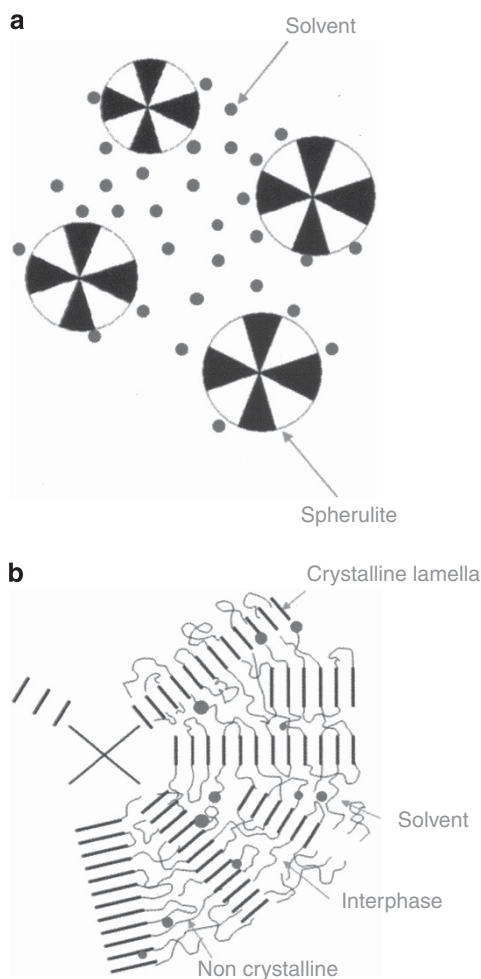 a
Solvent
Spherulite
b
Crystalline lamella
Solvent
Interphase
Non crystalline